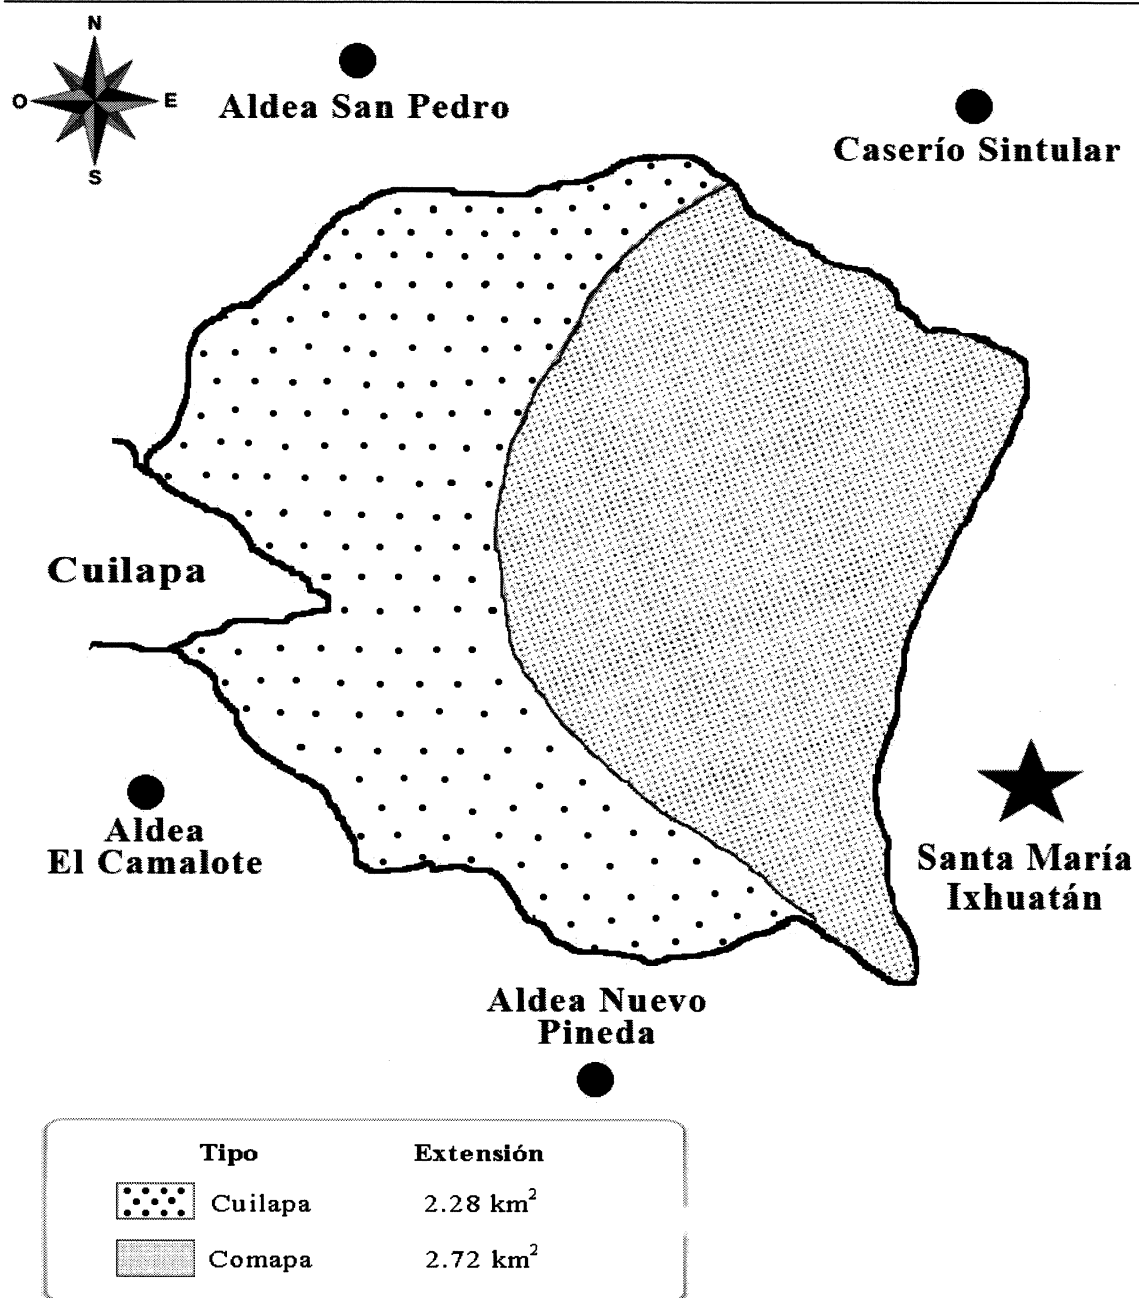 N
O E
S
Aldea San Pedro
Caserío Sintular
Cuilapa
Aldea
El Camalote
Santa María
Ixhuatán
Aldea Nuevo
Pineda
Tipo Extensión
Cuilapa 2.28 km²
Comapa 2.72 km²